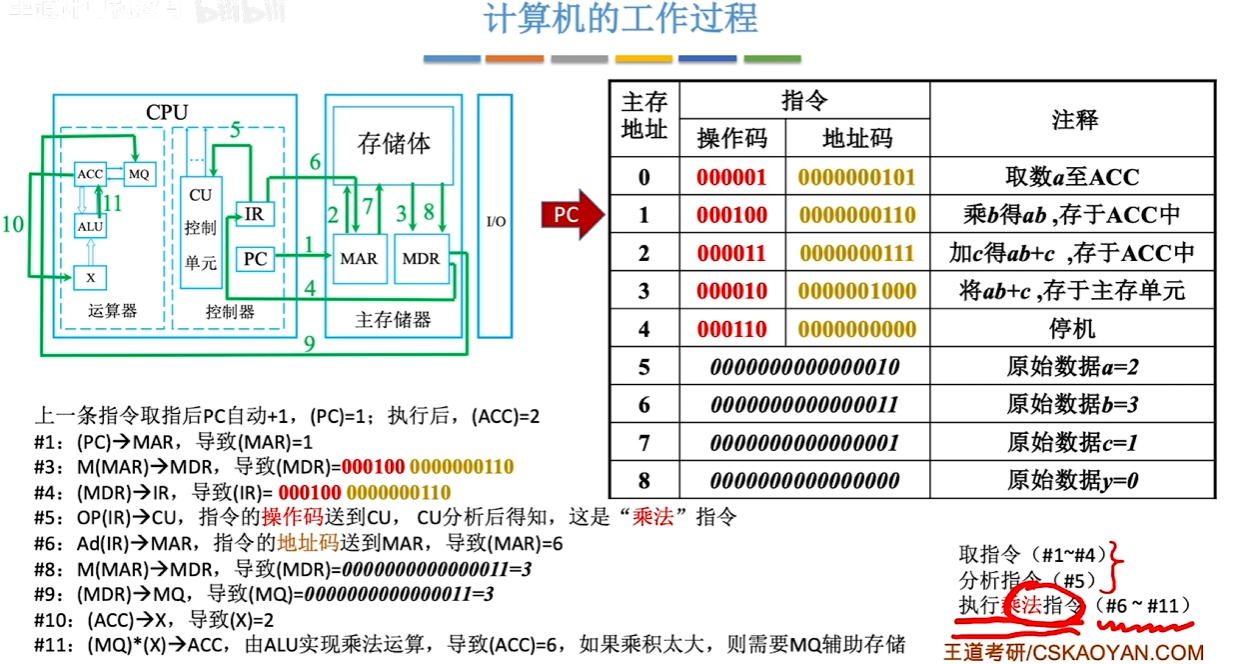 bilibili
计算机的工作过程
CPU
ACC
MQ
11
ALU
X
运算器
10
5
CU
控制
单元
IR
PC
控制器
6
1
4
9
存储体
2
7
3
8
MAR
MDR
主存储器
I/O
PC
主存地址 指令 注释
操作码 地址码
0 000001 0000000101 取数a至ACC
1 000100 0000000110 乘b得ab ,存于ACC中
2 000011 0000000111 加c得ab+c ,存于ACC中
3 000010 0000001000 将ab+c ,存于主存单元
4 000110 0000000000 停机
5 0000000000000010 原始数据a=2
6 0000000000000011 原始数据b=3
7 0000000000000001 原始数据c=1
8 0000000000000000 原始数据y=0
上一条指令取指后PC自动+1，(PC)=1；执行后，(ACC)=2
#1：(PC)→MAR，导致(MAR)=1
#3：M(MAR)→MDR，导致(MDR)=000100 0000000110
#4：(MDR)→IR，导致(IR)= 000100 0000000110
#5：OP(IR)→CU，指令的操作码送到CU， CU分析后得知，这是“乘法”指令
#6：Ad(IR)→MAR，指令的地址码送到MAR，导致(MAR)=6
#8：M(MAR)→MDR，导致(MDR)=0000000000000011=3
#9：(MDR)→MQ，导致(MQ)=0000000000000011=3
#10：(ACC)→X，导致(X)=2
#11：(MQ)*(X)→ACC，由ALU实现乘法运算，导致(ACC)=6，如果乘积太大，则需要MQ辅助存储
取指令（#1~#4）
分析指令（#5）
执行乘法指令（#6 ~ #11）
王道考研/CSKAOYAN.COM